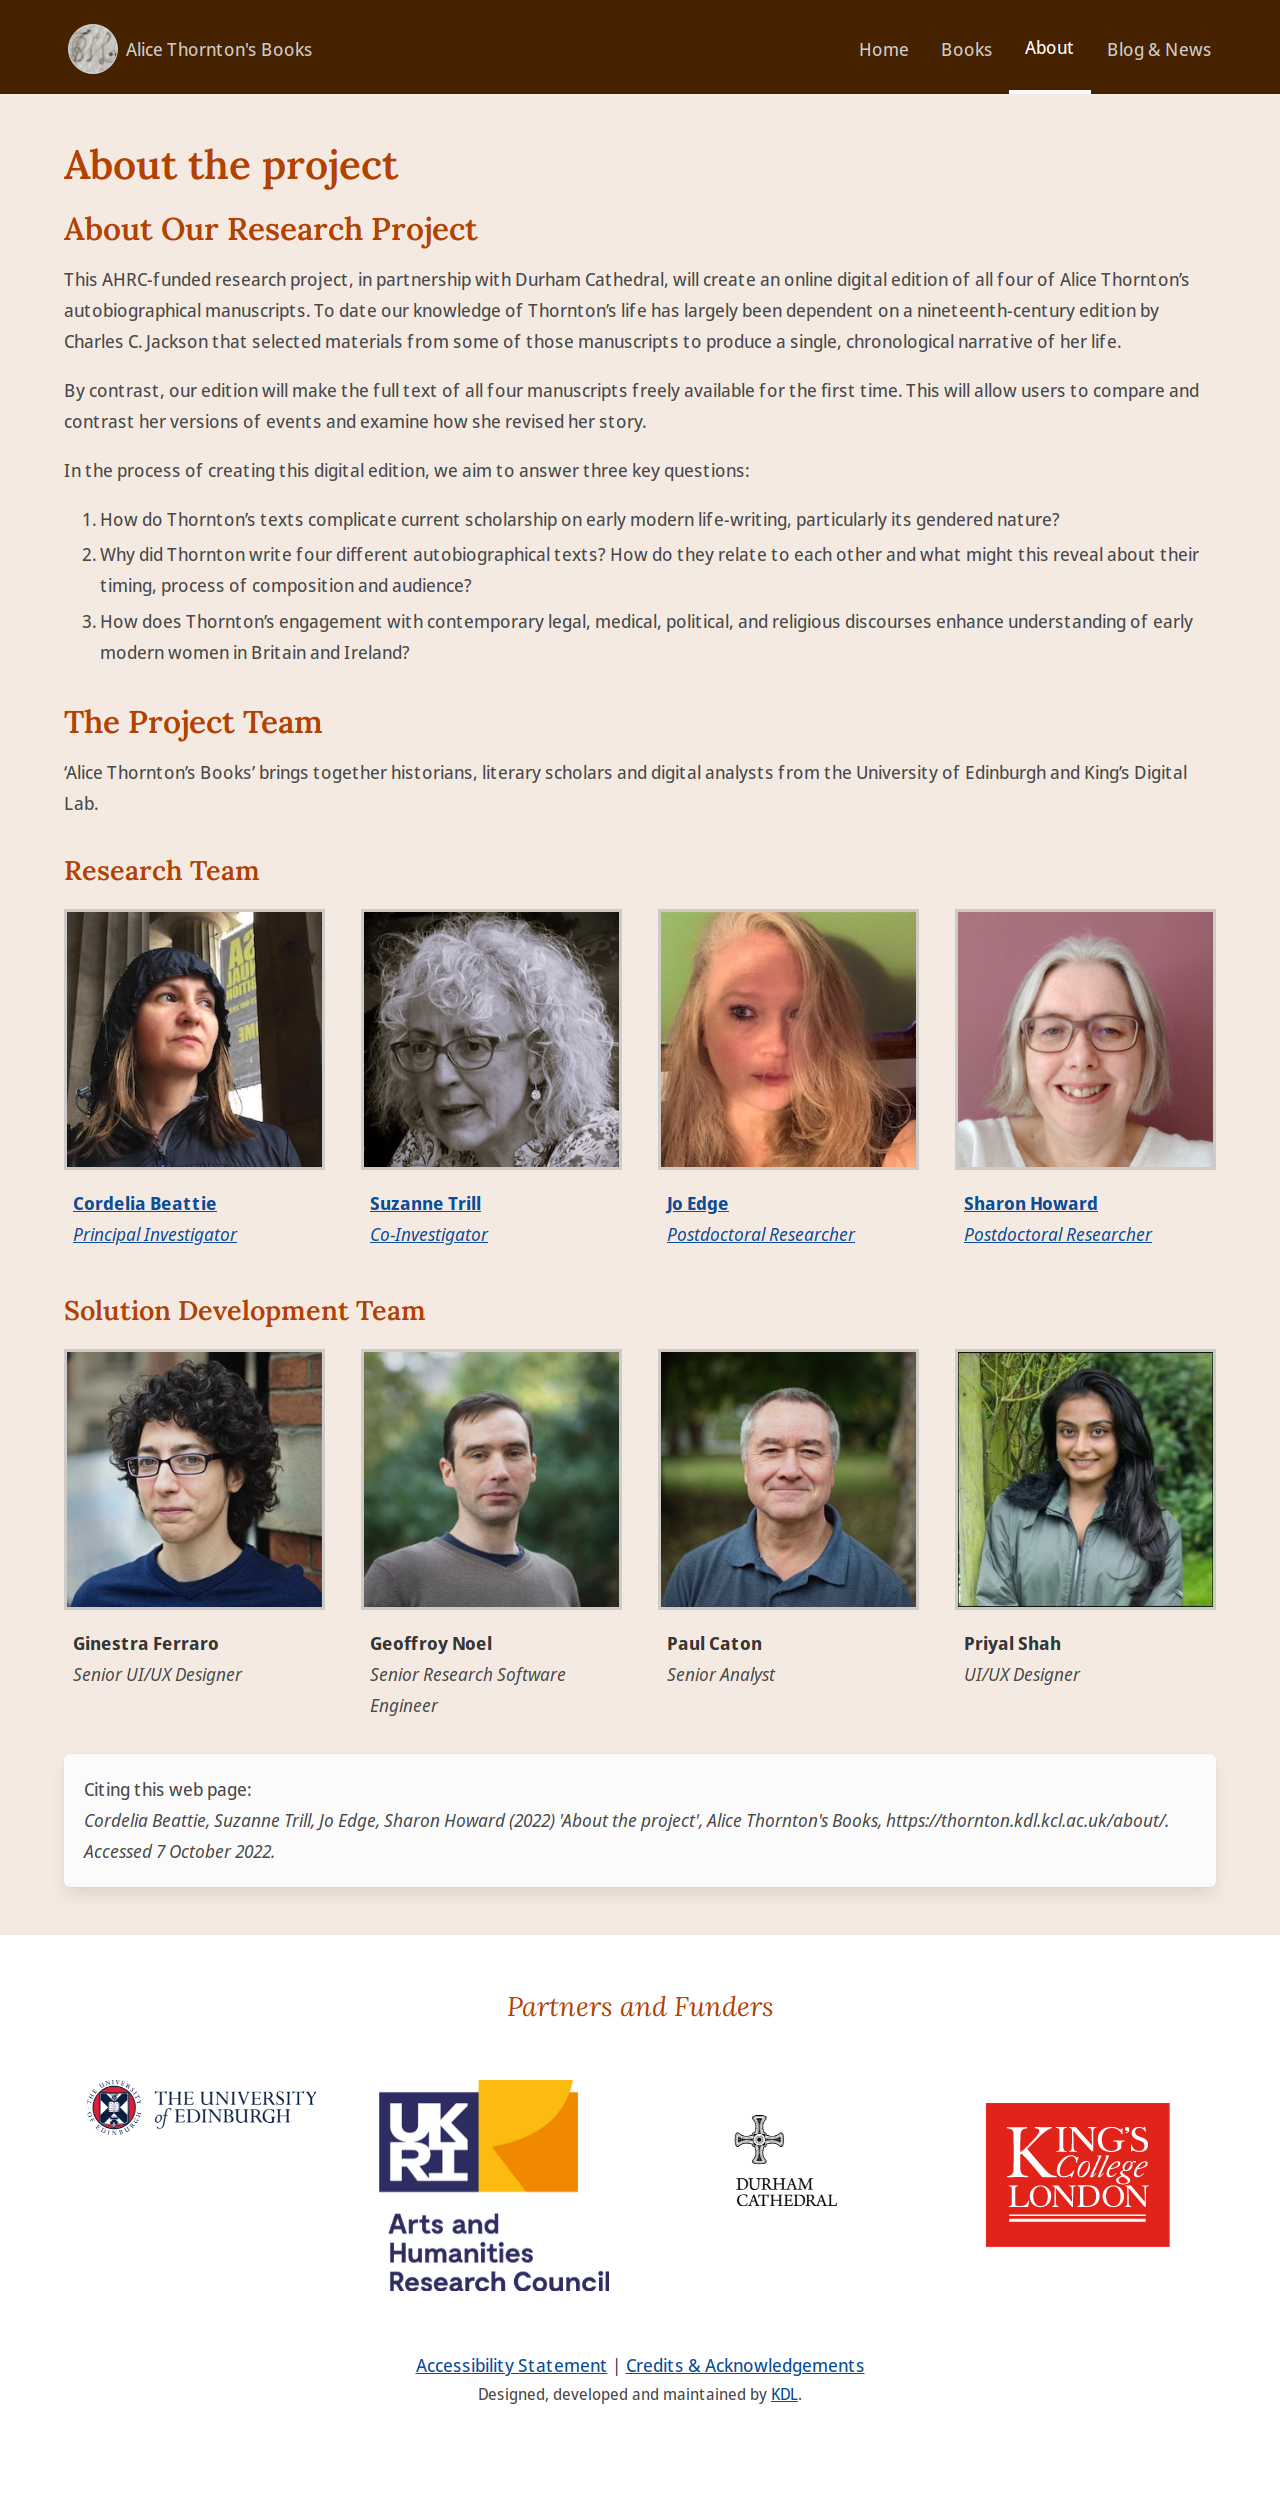 Alice Thornton's Books
Home
Books
About
Blog & News
About the project
About Our Research Project
This AHRC-funded research project, in partnership with Durham Cathedral, will create an online digital edition of all four of Alice Thornton’s
autobiographical manuscripts. To date our knowledge of Thornton’s life has largely been dependent on a nineteenth-century edition by
Charles C. Jackson that selected materials from some of those manuscripts to produce a single, chronological narrative of her life.
By contrast, our edition will make the full text of all four manuscripts freely available for the first time. This will allow users to compare and
contrast her versions of events and examine how she revised her story.
In the process of creating this digital edition, we aim to answer three key questions:
1. How do Thornton’s texts complicate current scholarship on early modern life-writing, particularly its gendered nature?
2. Why did Thornton write four different autobiographical texts? How do they relate to each other and what might this reveal about their
timing, process of composition and audience?
3. How does Thornton’s engagement with contemporary legal, medical, political, and religious discourses enhance understanding of early
modern women in Britain and Ireland?
The Project Team
‘Alice Thornton’s Books’ brings together historians, literary scholars and digital analysts from the University of Edinburgh and King’s Digital
Lab.
Research Team
Cordelia Beattie
Principal Investigator
Suzanne Trill
Co-Investigator
Jo Edge
Postdoctoral Researcher
Sharon Howard
Postdoctoral Researcher
Solution Development Team
Ginestra Ferraro
Senior UI/UX Designer
Geoffroy Noel
Senior Research Software
Engineer
Paul Caton
Senior Analyst
Priyal Shah
UI/UX Designer
Citing this web page:
Cordelia Beattie, Suzanne Trill, Jo Edge, Sharon Howard (2022) 'About the project', Alice Thornton's Books, https://thornton.kdl.kcl.ac.uk/about/.
Accessed 7 October 2022.
Partners and Funders
THE UNIVERSITY OF EDINBURGH
THE UNIVERSITY
of EDINBURGH
UK
RI
Arts and
Humanities
Research Council
DURHAM
CATHEDRAL
KING'S
College
LONDON
Accessibility Statement | Credits & Acknowledgements
Designed, developed and maintained by KDL.